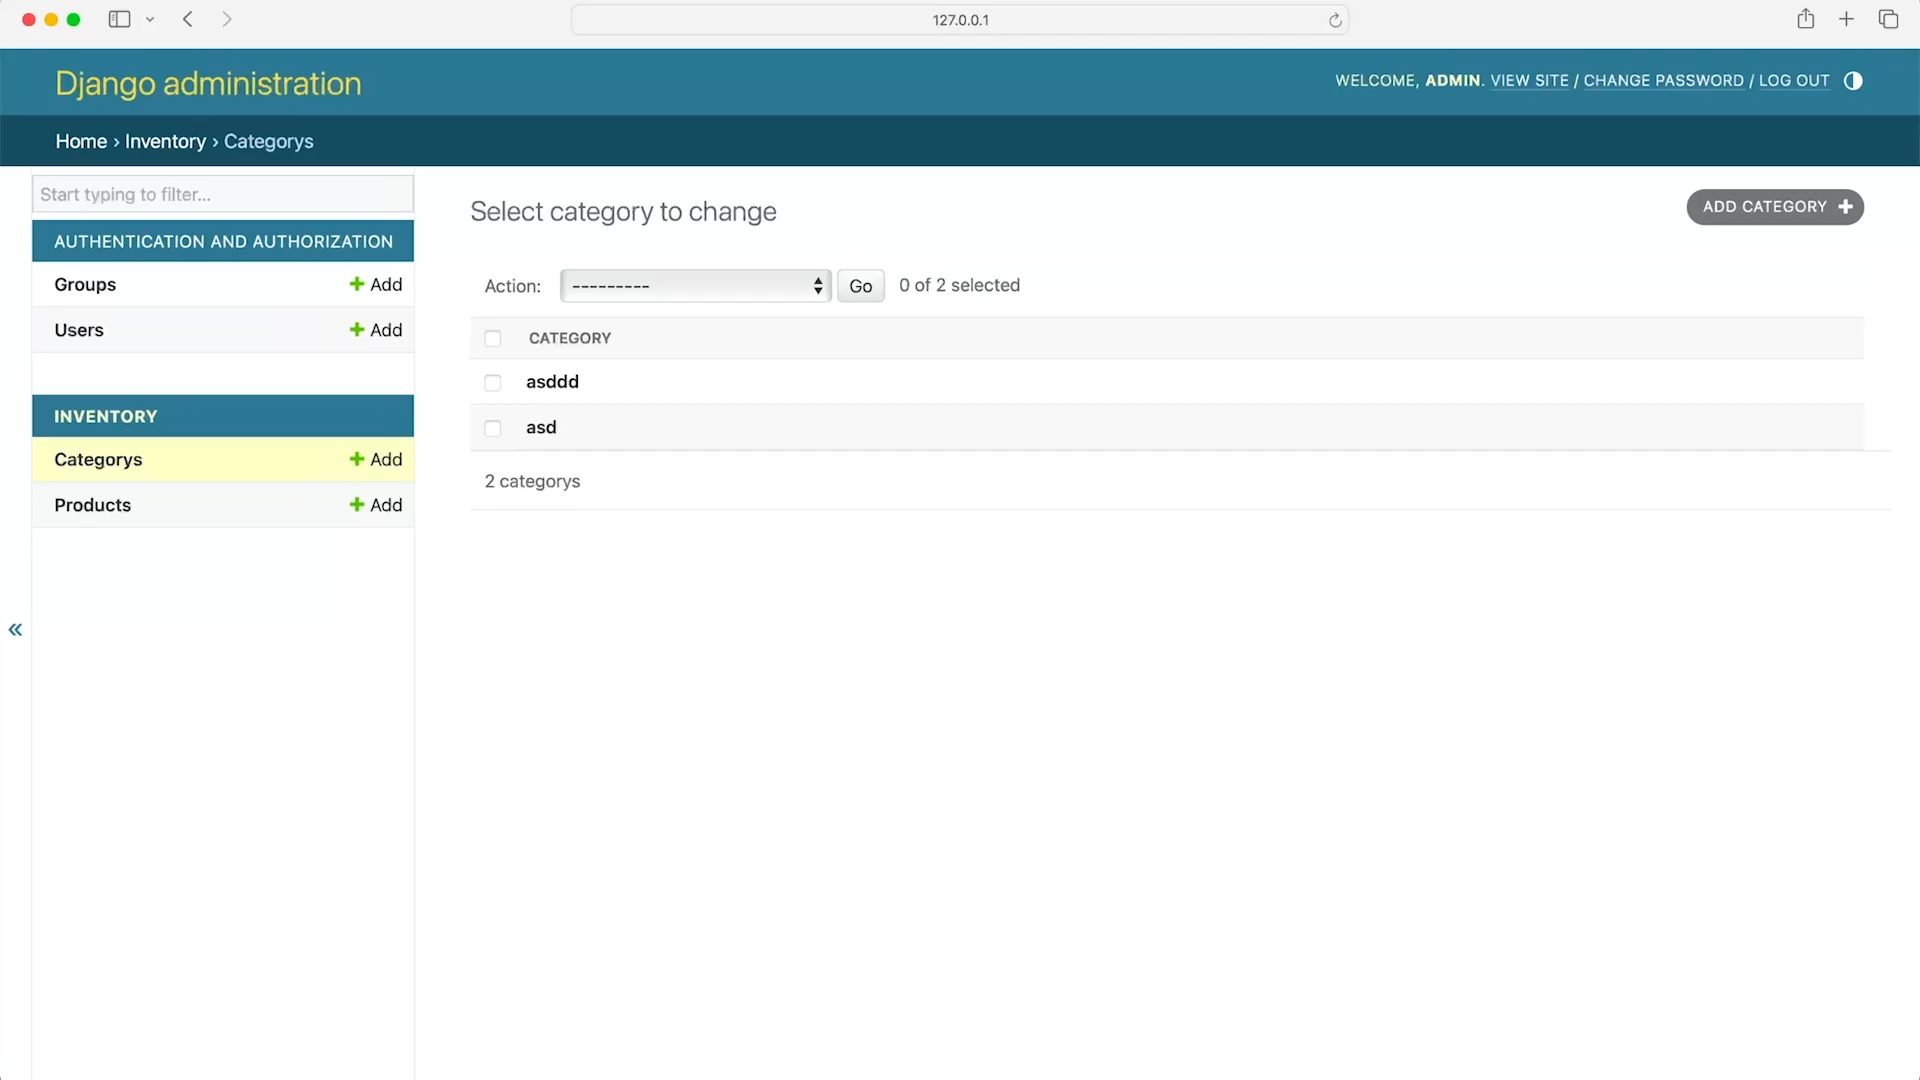 127.0.0.1
Django administration
WELCOME, ADMIN. VIEW SITE / CHANGE PASSWORD / LOG OUT
Home › Inventory › Categorys
Start typing to filter...
AUTHENTICATION AND AUTHORIZATION
Groups + Add
Users + Add
INVENTORY
Categorys + Add
Products + Add
«
Select category to change
ADD CATEGORY +
Action: --------- Go 0 of 2 selected
CATEGORY
asddd
asd
2 categorys